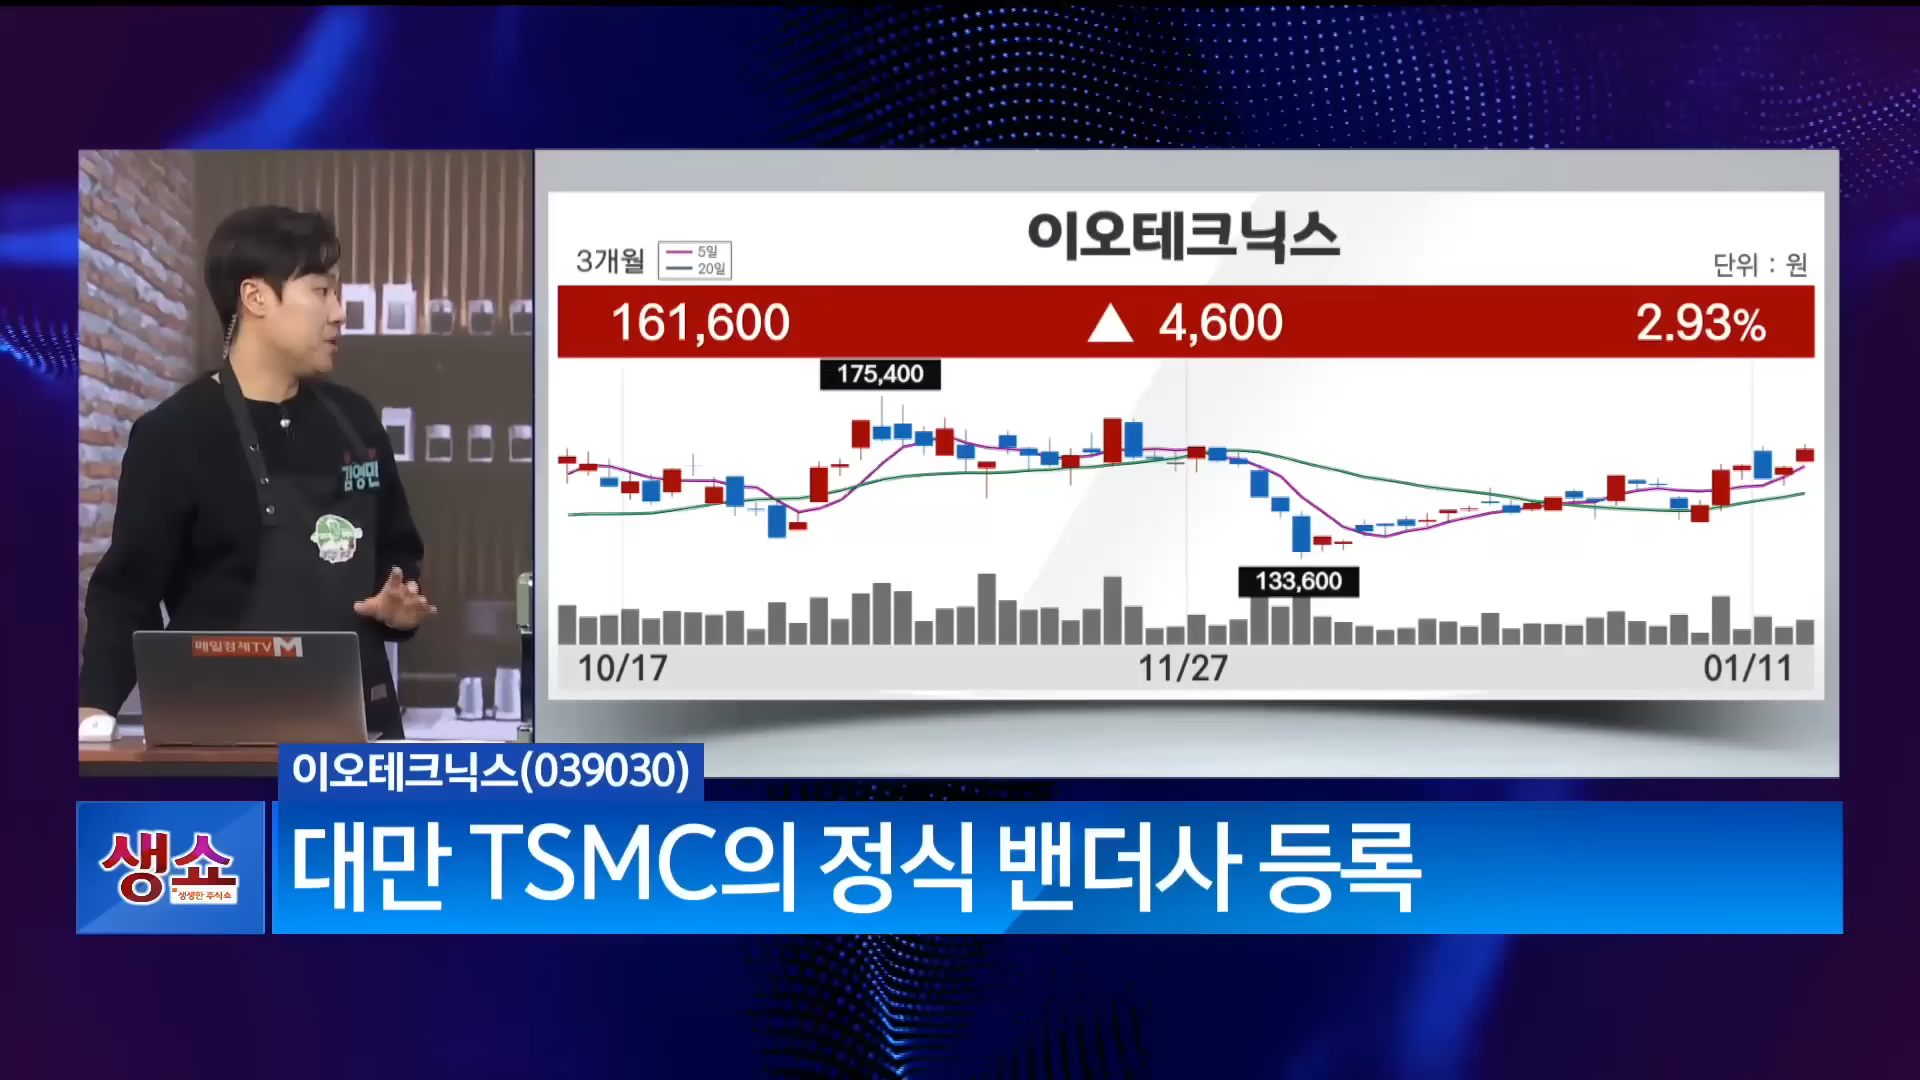 이오테크닉스
3개월
5일
20일
단위 : 원
161,600 ▲ 4,600 2.93%
175,400
133,600
10/17 11/27 01/11
김영민
매일경제TV M
이오테크닉스(039030)
대만 TSMC의 정식 밴더사 등록
생쇼
생생한 주식쇼